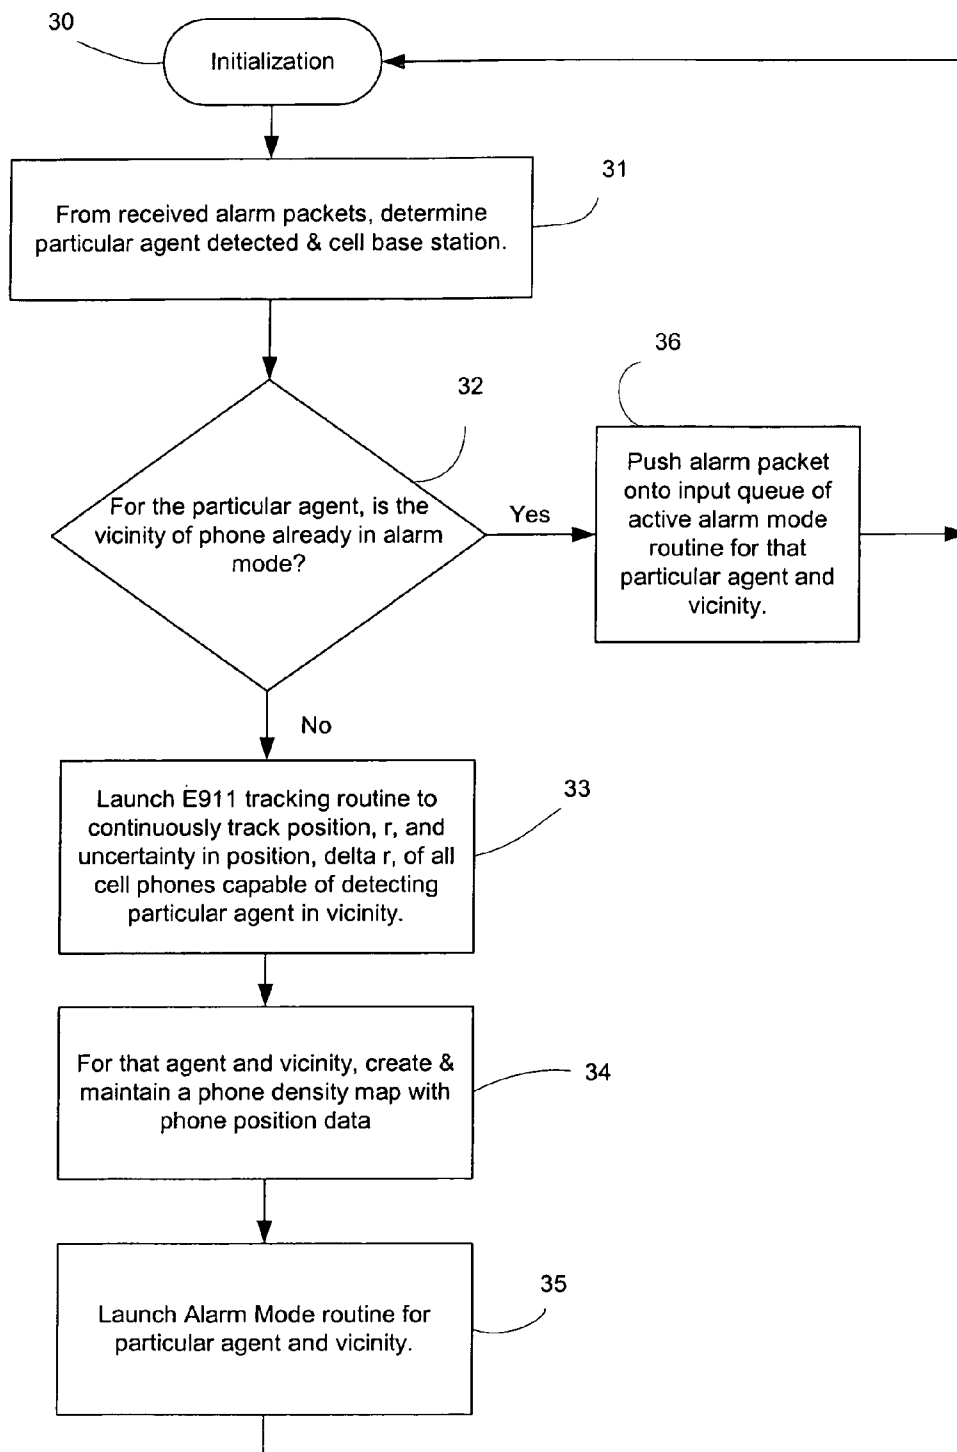 30
Initialization
31
From received alarm packets, determine
particular agent detected & cell base station.
36
32
Push alarm packet
onto input queue of
active alarm mode
routine for that
particular agent and
vicinity.
For the particular agent, is the
vicinity of phone already in alarm
mode?
Yes
No
33
Launch E911 tracking routine to
continuously track position, r, and
uncertainty in position, delta r, of all
cell phones capable of detecting
particular agent in vicinity.
34
For that agent and vicinity, create &
maintain a phone density map with
phone position data
35
Launch Alarm Mode routine for
particular agent and vicinity.